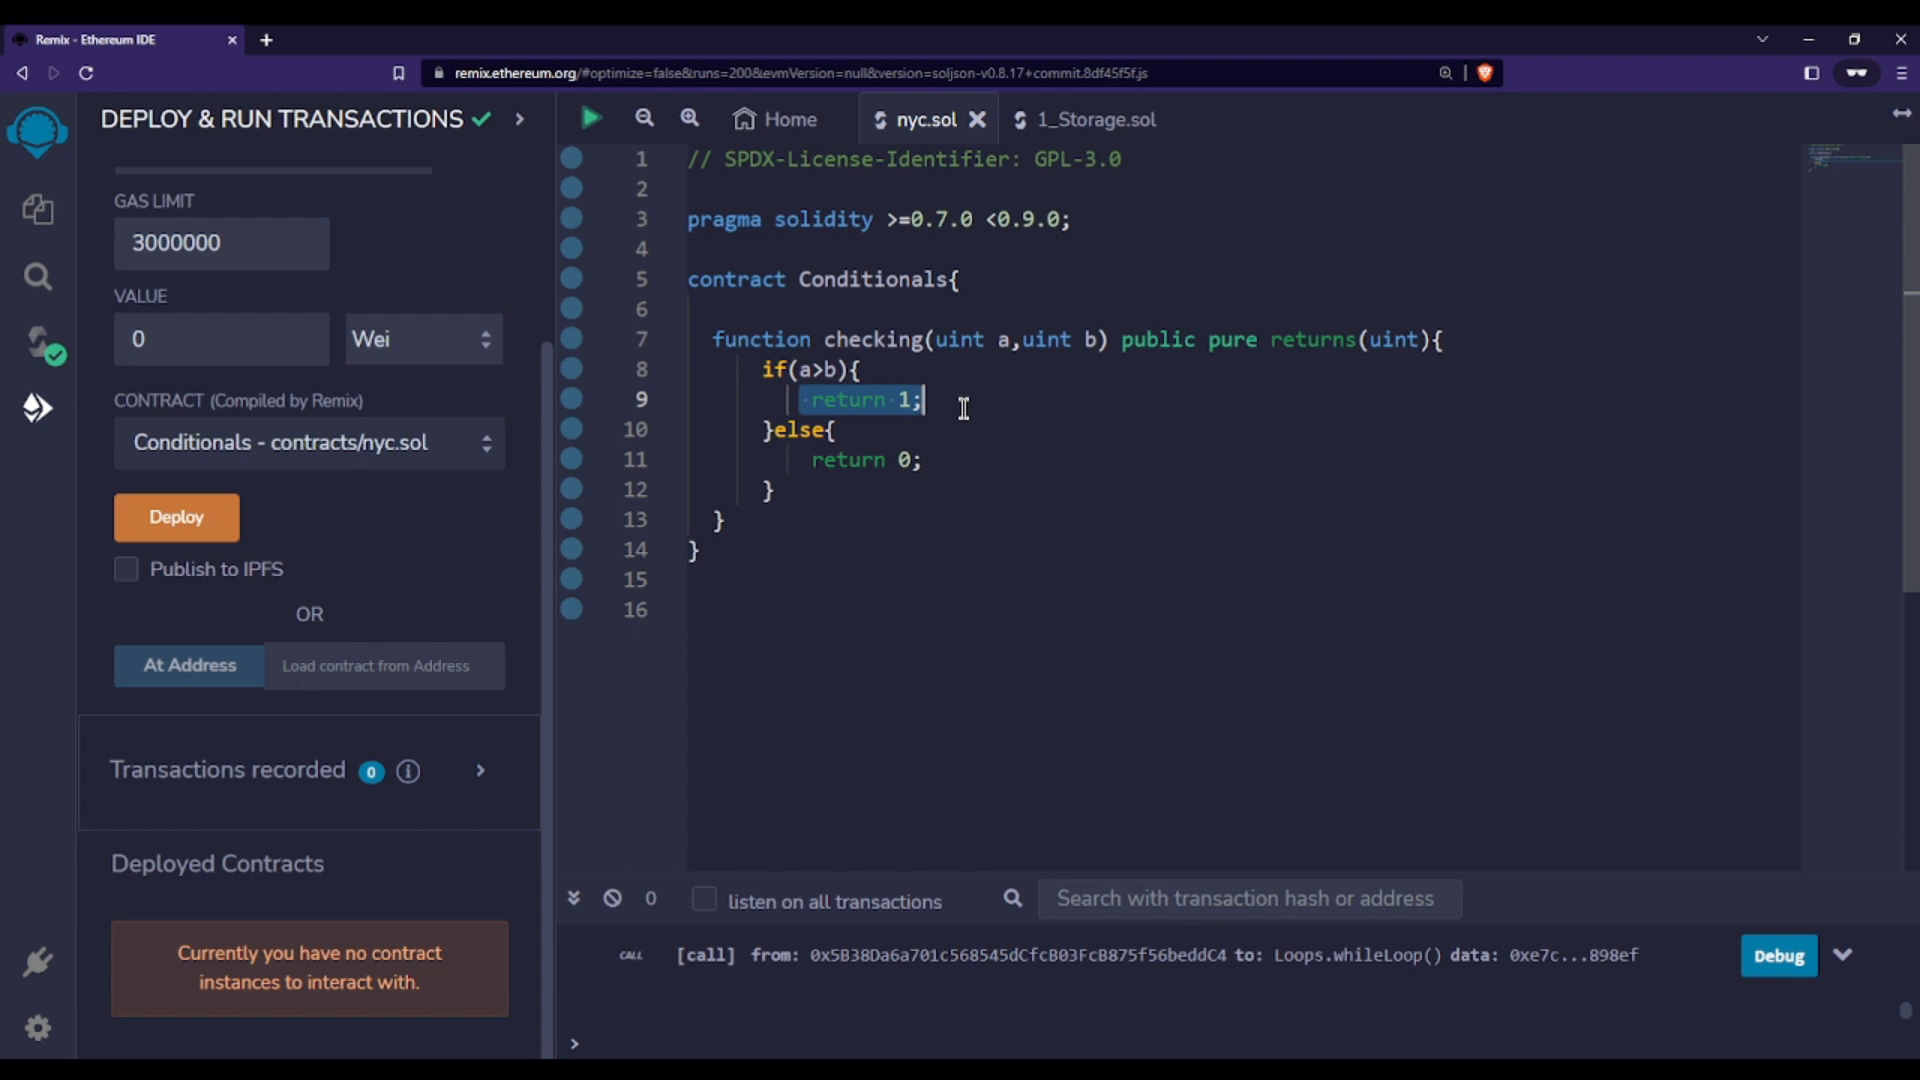 Remix - Ethereum IDE
remix.ethereum.org/#optimize=false&runs=200&evmVersion=null&version=soljson-v0.8.17+commit.8df45f5f.js
DEPLOY & RUN TRANSACTIONS
GAS LIMIT
3000000
VALUE
0
Wei
CONTRACT (Compiled by Remix)
Conditionals - contracts/nyc.sol
Deploy
Publish to IPFS
OR
At Address
Load contract from Address
Transactions recorded 0 i
Deployed Contracts
Currently you have no contract
instances to interact with.
Home
nyc.sol
1_Storage.sol
1 // SPDX-License-Identifier: GPL-3.0
2
3 pragma solidity >=0.7.0 <0.9.0;
4
5 contract Conditionals{
6
7 function checking(uint a,uint b) public pure returns(uint){
8 if(a>b){
9 return 1;
10 }else{
11 return 0;
12 }
13 }
14 }
15
16
0
listen on all transactions
Search with transaction hash or address
CALL [call] from: 0x5B38Da6a701c568545dCfcB03FcB875f56beddC4 to: Loops.whileLoop() data: 0xe7c...898ef
Debug
>